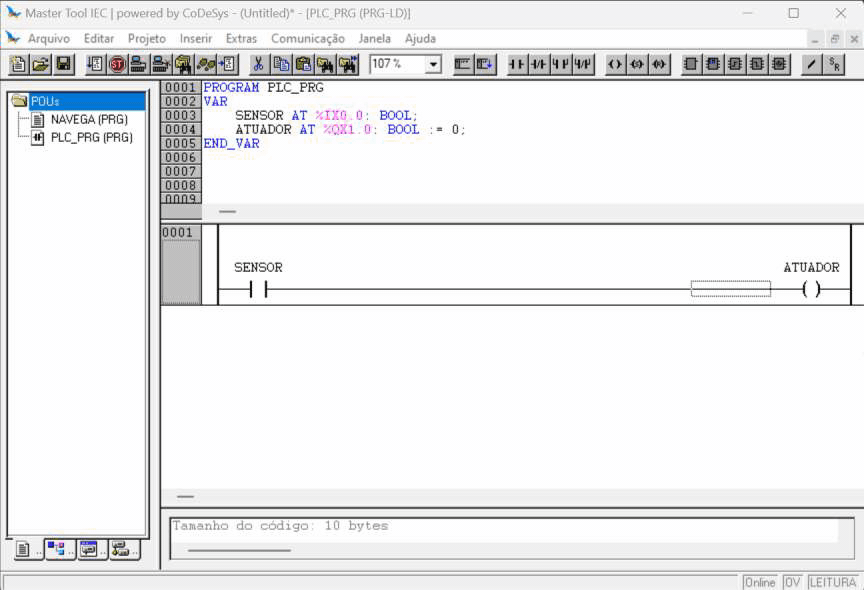 Master Tool IEC | powered by CoDeSys - (Untitled)* - [PLC_PRG (PRG-LD)]
Arquivo Editar Projeto Inserir Extras Comunicação Janela Ajuda
107 %
POUs
NAVEGA (PRG)
PLC_PRG (PRG)
0001 PROGRAM PLC_PRG
0002 VAR
0003 SENSOR AT %IX0.0: BOOL;
0004 ATUADOR AT %QX1.0: BOOL := 0;
0005 END_VAR
0006
0007
0008
0009
0001
SENSOR ATUADOR
Tamanho do código: 10 bytes
Online OV LEITURA